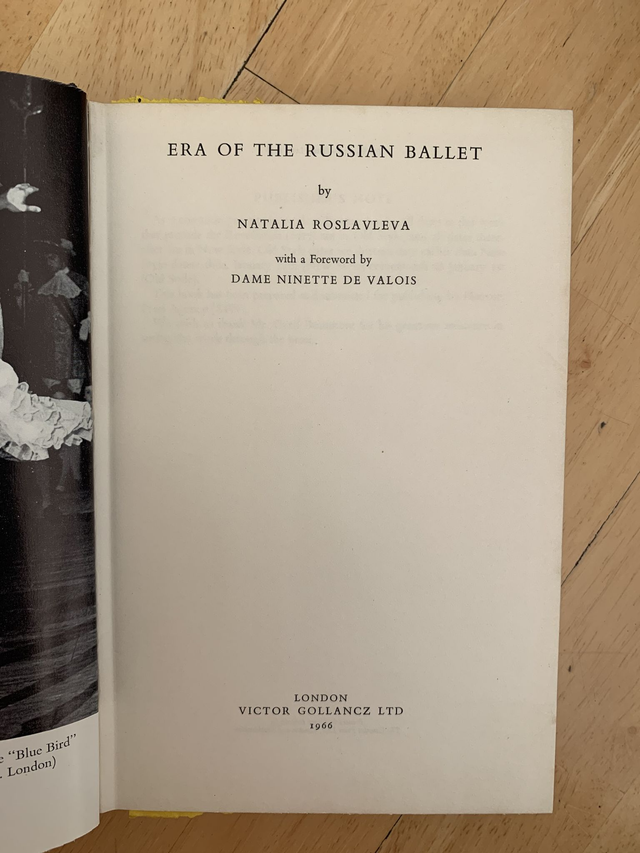 ERA OF THE RUSSIAN BALLET
by
NATALIA ROSLAVLEVA
with a Foreword by
DAME NINETTE DE VALOIS
LONDON
VICTOR GOLLANCZ LTD
1966
"Blue Bird"
London)